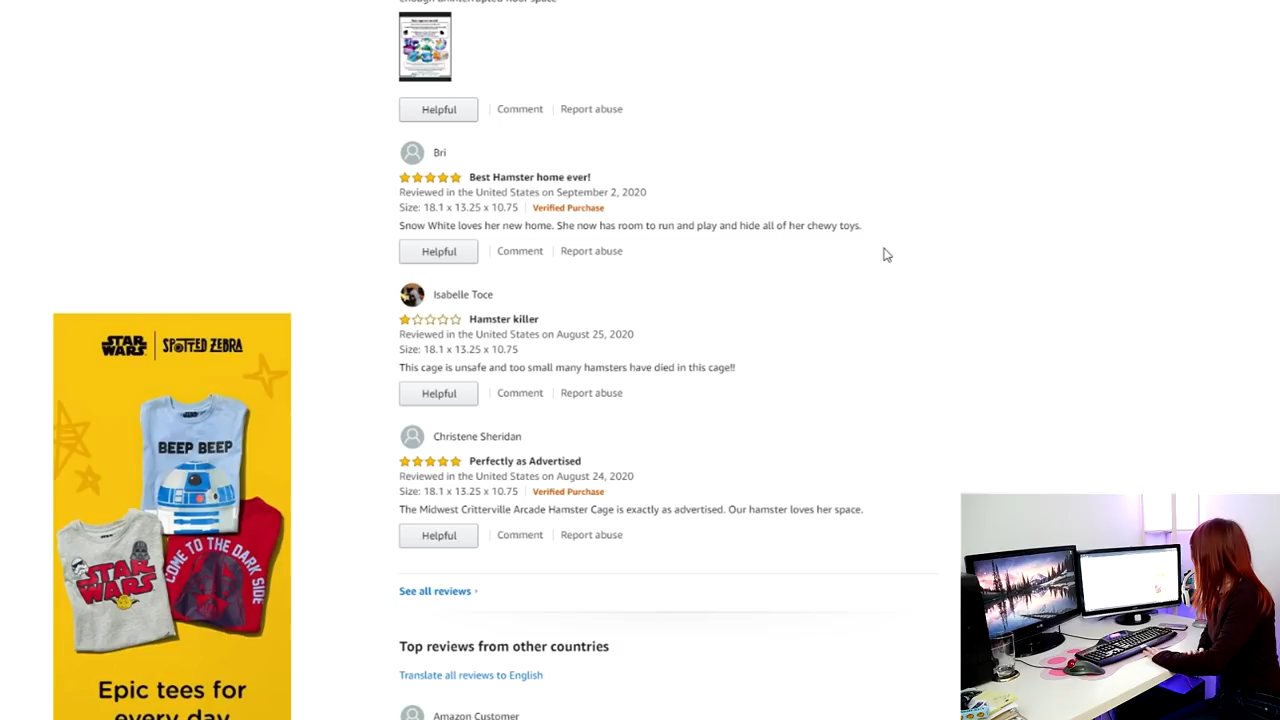 enough uninterrupted floor space
Helpful
Comment
Report abuse
Bri
Best Hamster home ever!
Reviewed in the United States on September 2, 2020
Size: 18.1 x 13.25 x 10.75
Verified Purchase
Snow White loves her new home. She now has room to run and play and hide all of her chewy toys.
Helpful
Comment
Report abuse
Isabelle Toce
Hamster killer
Reviewed in the United States on August 25, 2020
Size: 18.1 x 13.25 x 10.75
This cage is unsafe and too small many hamsters have died in this cage!!
Helpful
Comment
Report abuse
Christene Sheridan
Perfectly as Advertised
Reviewed in the United States on August 24, 2020
Size: 18.1 x 13.25 x 10.75
Verified Purchase
The Midwest Critterville Arcade Hamster Cage is exactly as advertised. Our hamster loves her space.
Helpful
Comment
Report abuse
See all reviews ›
Top reviews from other countries
Translate all reviews to English
Amazon Customer
STAR WARS
SPOTTED ZEBRA
BEEP BEEP
COME TO THE DARK SIDE
STAR WARS
Epic tees for
every day